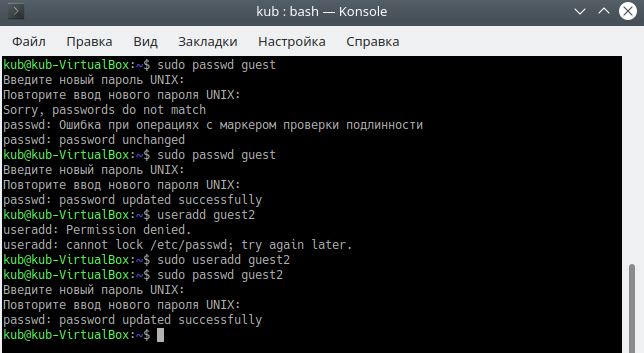 kub : bash — Konsole
Файл Правка Вид Закладки Настройка Справка
kub@kub-VirtualBox:~$ sudo passwd guest
Введите новый пароль UNIX:
Повторите ввод нового пароля UNIX:
Sorry, passwords do not match
passwd: Ошибка при операциях с маркером проверки подлинности
passwd: password unchanged
kub@kub-VirtualBox:~$ sudo passwd guest
Введите новый пароль UNIX:
Повторите ввод нового пароля UNIX:
passwd: password updated successfully
kub@kub-VirtualBox:~$ useradd guest2
useradd: Permission denied.
useradd: cannot lock /etc/passwd; try again later.
kub@kub-VirtualBox:~$ sudo useradd guest2
kub@kub-VirtualBox:~$ sudo passwd guest2
Введите новый пароль UNIX:
Повторите ввод нового пароля UNIX:
passwd: password updated successfully
kub@kub-VirtualBox:~$